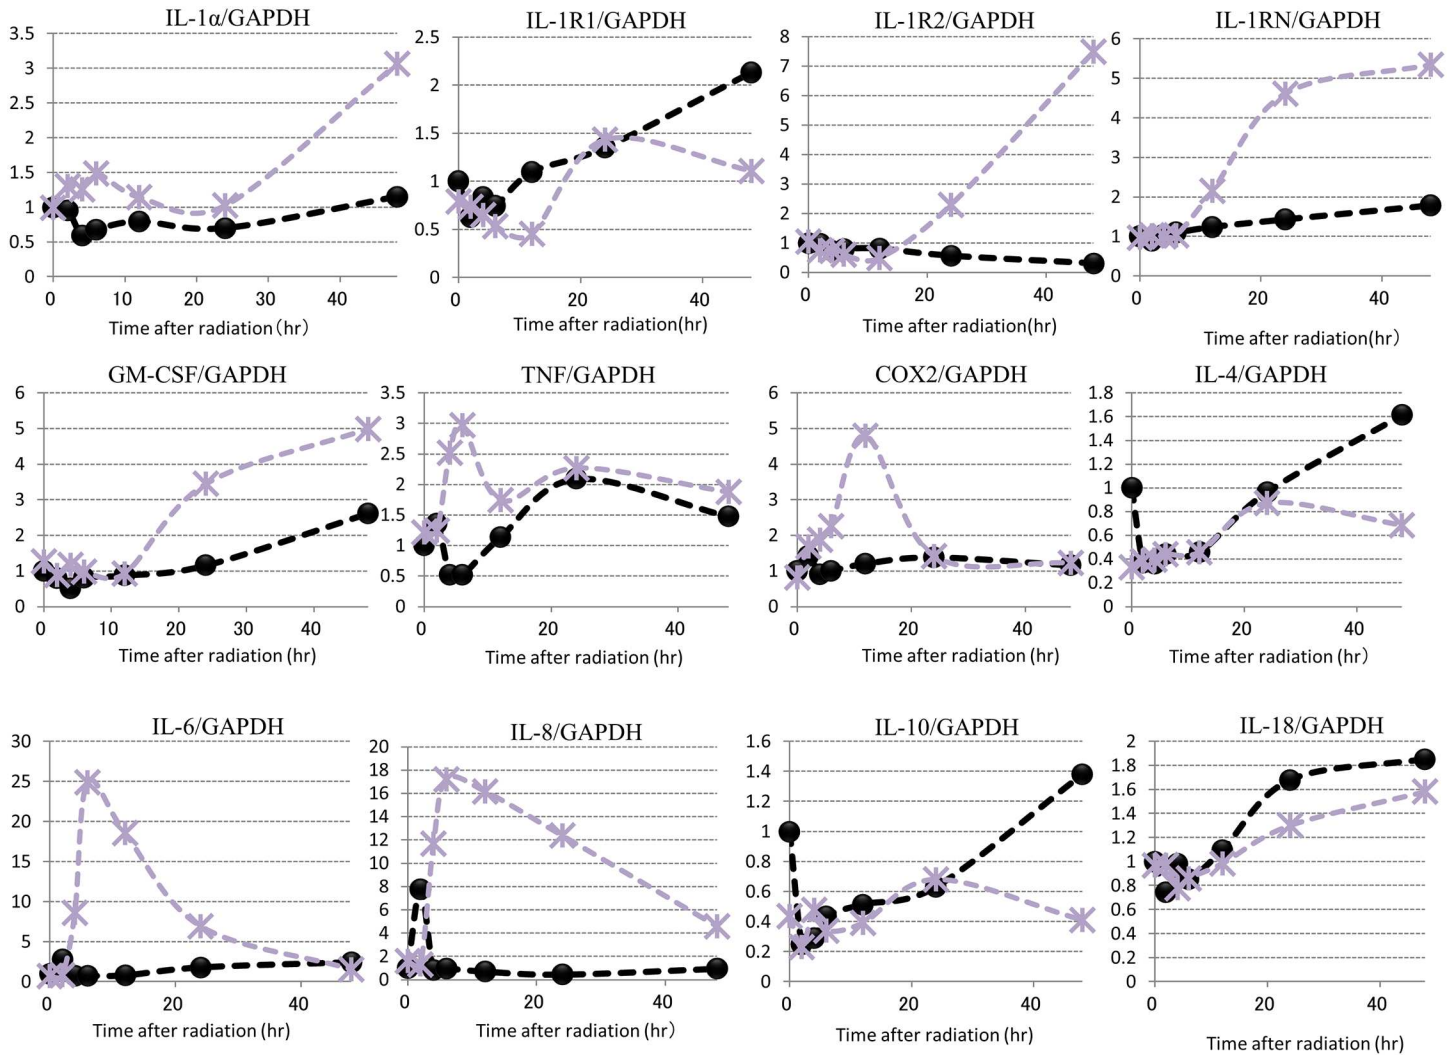 IL-1α/GAPDH
3.5
3
2.5
2
1.5
1
0.5
0
0 10 20 30 40
Time after radiation（hr）
IL-1R1/GAPDH
2.5
2
1.5
1
0.5
0
0 20 40
Time after radiation(hr)
IL-1R2/GAPDH
8
7
6
5
4
3
2
1
0
0 20 40
Time after radiation(hr)
IL-1RN/GAPDH
6
5
4
3
2
1
0
0 20 40
Time after radiation(hr）
GM-CSF/GAPDH
6
5
4
3
2
1
0
0 10 20 30 40
Time after radiation (hr)
TNF/GAPDH
3.5
3
2.5
2
1.5
1
0.5
0
0 20 40
Time after radiation (hr)
COX2/GAPDH
6
5
4
3
2
1
0
0 20 40
Time after radiation (hr)
IL-4/GAPDH
1.8
1.6
1.4
1.2
1
0.8
0.6
0.4
0.2
0
0 20 40
Time after radiation (hr）
IL-6/GAPDH
30
25
20
15
10
5
0
0 20 40
Time after radiation (hr)
IL-8/GAPDH
20
18
16
14
12
10
8
6
4
2
0
0 20 40
Time after radiation (hr）
IL-10/GAPDH
1.6
1.4
1.2
1
0.8
0.6
0.4
0.2
0
0 20 40
Time after radiation (hr)
IL-18/GAPDH
2
1.8
1.6
1.4
1.2
1
0.8
0.6
0.4
0.2
0
0 20 40
Time after radiation (hr)